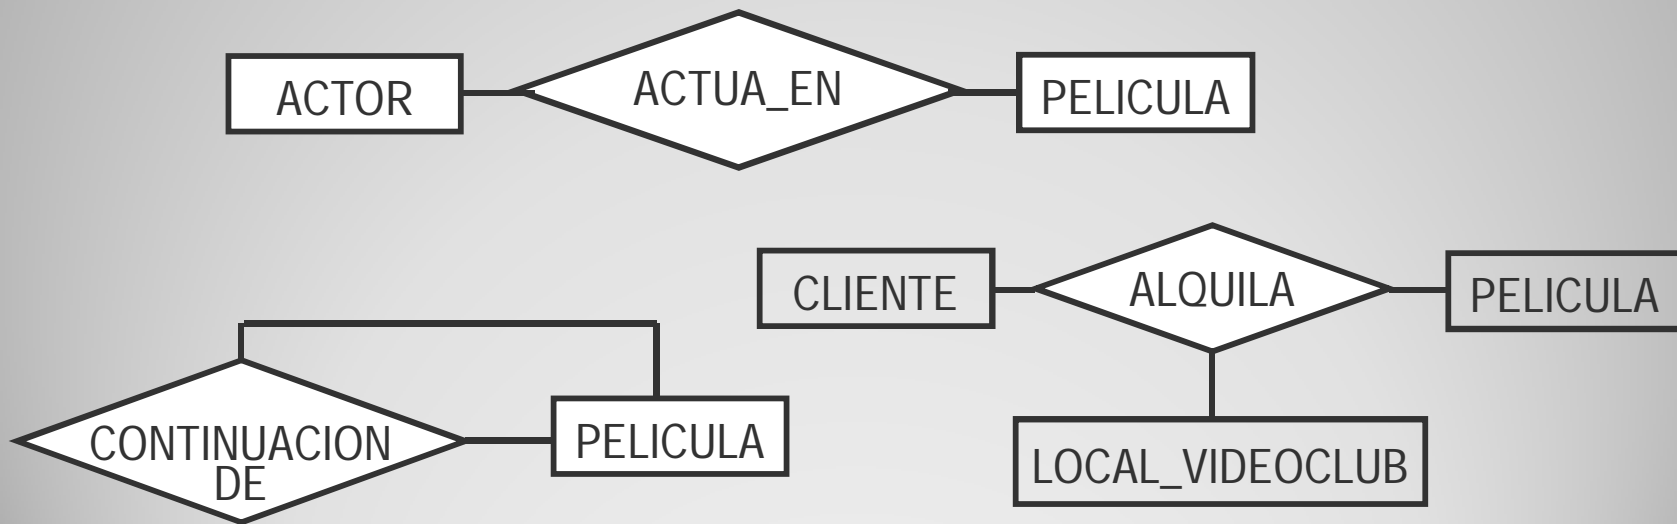 ACTOR
ACTUA_EN
PELICULA
CLIENTE
ALQUILA
PELICULA
CONTINUACION
DE
PELICULA
LOCAL_VIDEOCLUB